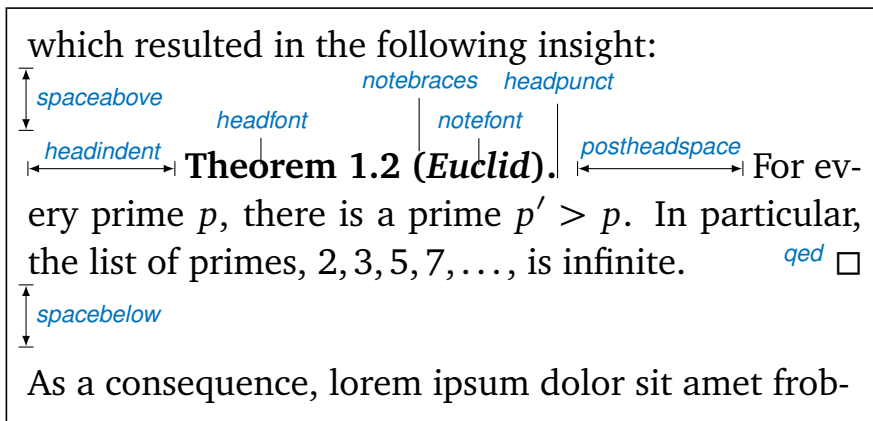 which resulted in the following insight:
notebraces headpunct
spaceabove
headfont notefont
headindent postheadspace
Theorem 1.2 (Euclid). For ev-
ery prime p, there is a prime p′ > p. In particular,
the list of primes, 2, 3, 5, 7, . . . , is infinite. qed □
spacebelow
As a consequence, lorem ipsum dolor sit amet frob-